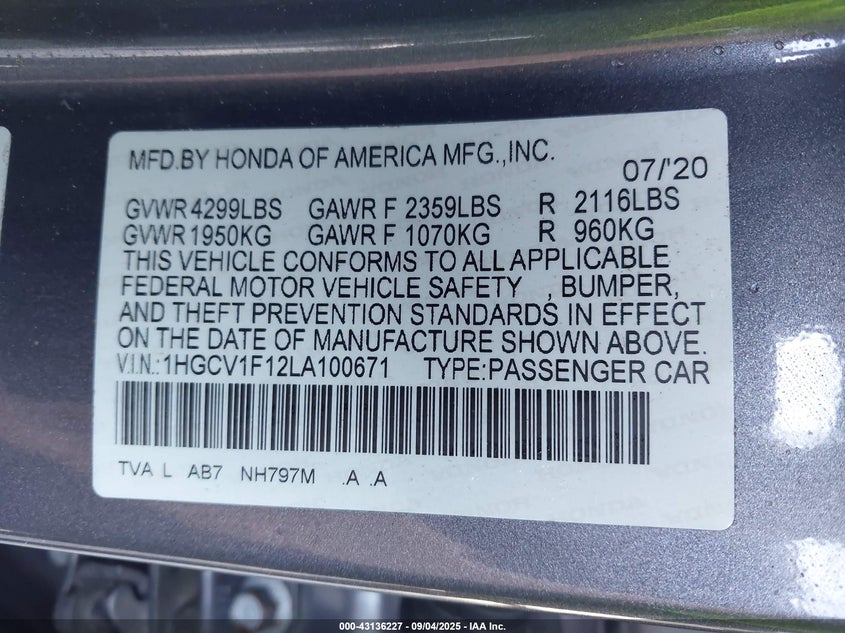 MFD.BY HONDA OF AMERICA MFG.,INC.
07/'20
GVWR 4299LBS GAWR F 2359LBS R 2116LBS
GVWR 1950KG GAWR F 1070KG R 960KG
THIS VEHICLE CONFORMS TO ALL APPLICABLE
FEDERAL MOTOR VEHICLE SAFETY , BUMPER,
AND THEFT PREVENTION STANDARDS IN EFFECT
ON THE DATE OF MANUFACTURE SHOWN ABOVE.
V.I.N.:1HGCV1F12LA100671 TYPE:PASSENGER CAR
TVA L AB7 NH797M .A .A
000-43136227 - 09/04/2025 - IAA Inc.